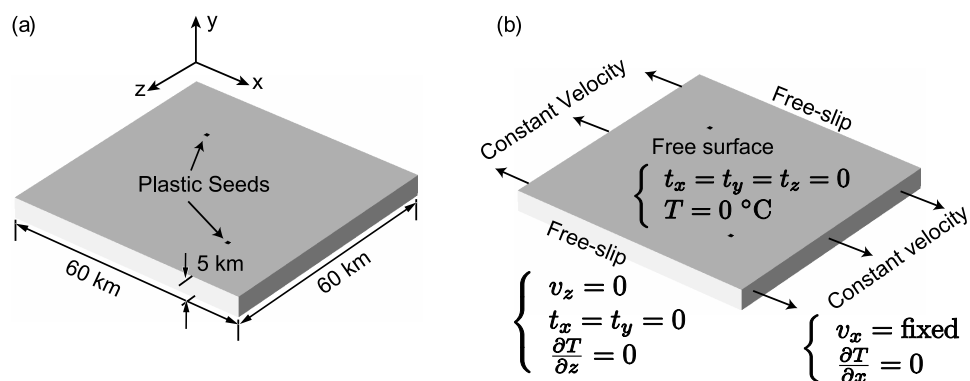 (a)
y
x
z
Plastic Seeds
5 km
60 km
60 km
(b)
Constant Velocity
Free-slip
Free surface
{ t_x = t_y = t_z = 0
T = 0 °C
Free-slip
{ v_z = 0
t_x = t_y = 0
∂T/∂z = 0
Constant velocity
{ v_x = fixed
∂T/∂x = 0